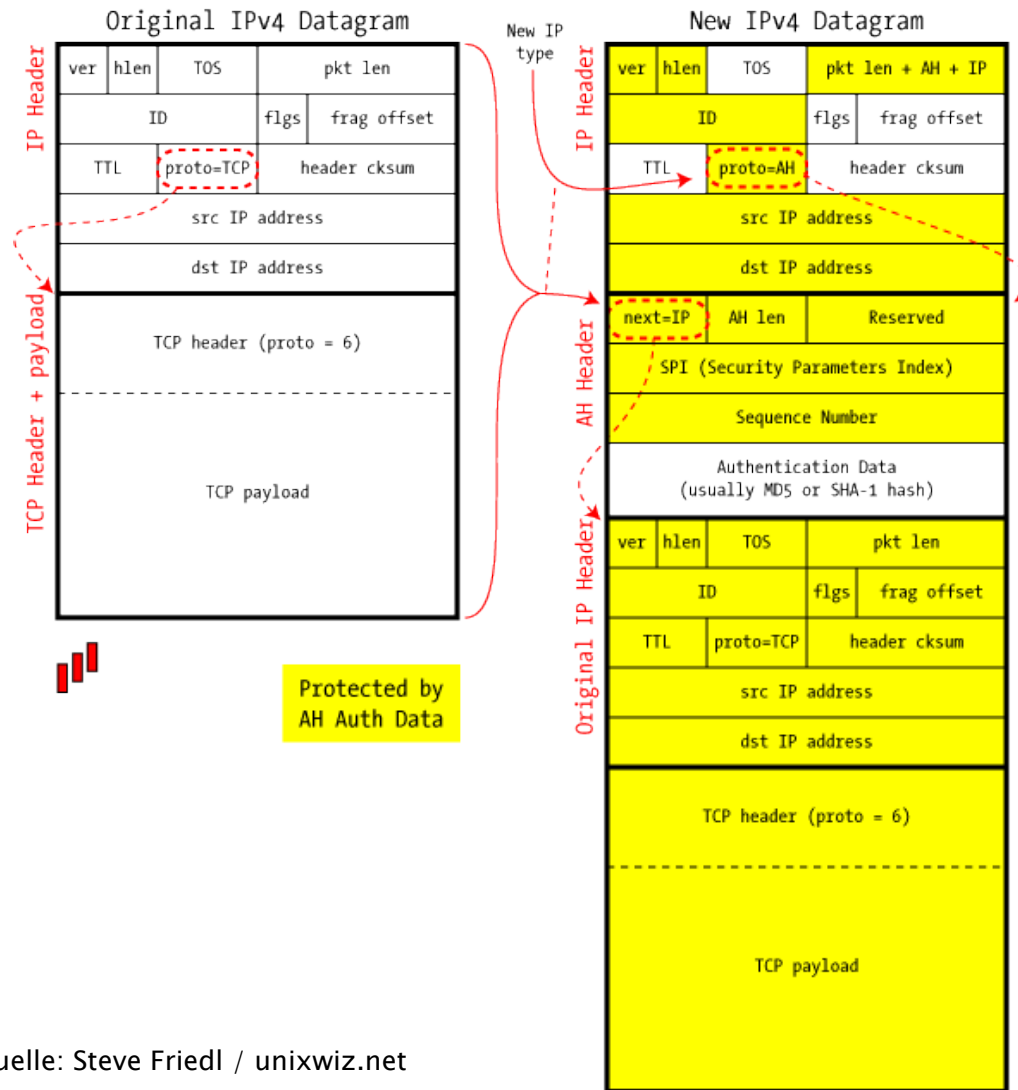 Original IPv4 Datagram
IP Header
ver hlen TOS pkt len
ID flgs frag offset
TTL proto=TCP header cksum
src IP address
dst IP address
TCP Header + payload
TCP header (proto = 6)
TCP payload
Protected by
AH Auth Data
New IP
type
New IPv4 Datagram
IP Header
ver hlen TOS pkt len + AH + IP
ID flgs frag offset
TTL proto=AH header cksum
src IP address
dst IP address
AH Header
next=IP AH len Reserved
SPI (Security Parameters Index)
Sequence Number
Authentication Data
(usually MD5 or SHA-1 hash)
Original IP Header
ver hlen TOS pkt len
ID flgs frag offset
TTL proto=TCP header cksum
src IP address
dst IP address
TCP header (proto = 6)
TCP payload
uelle: Steve Friedl / unixwiz.net